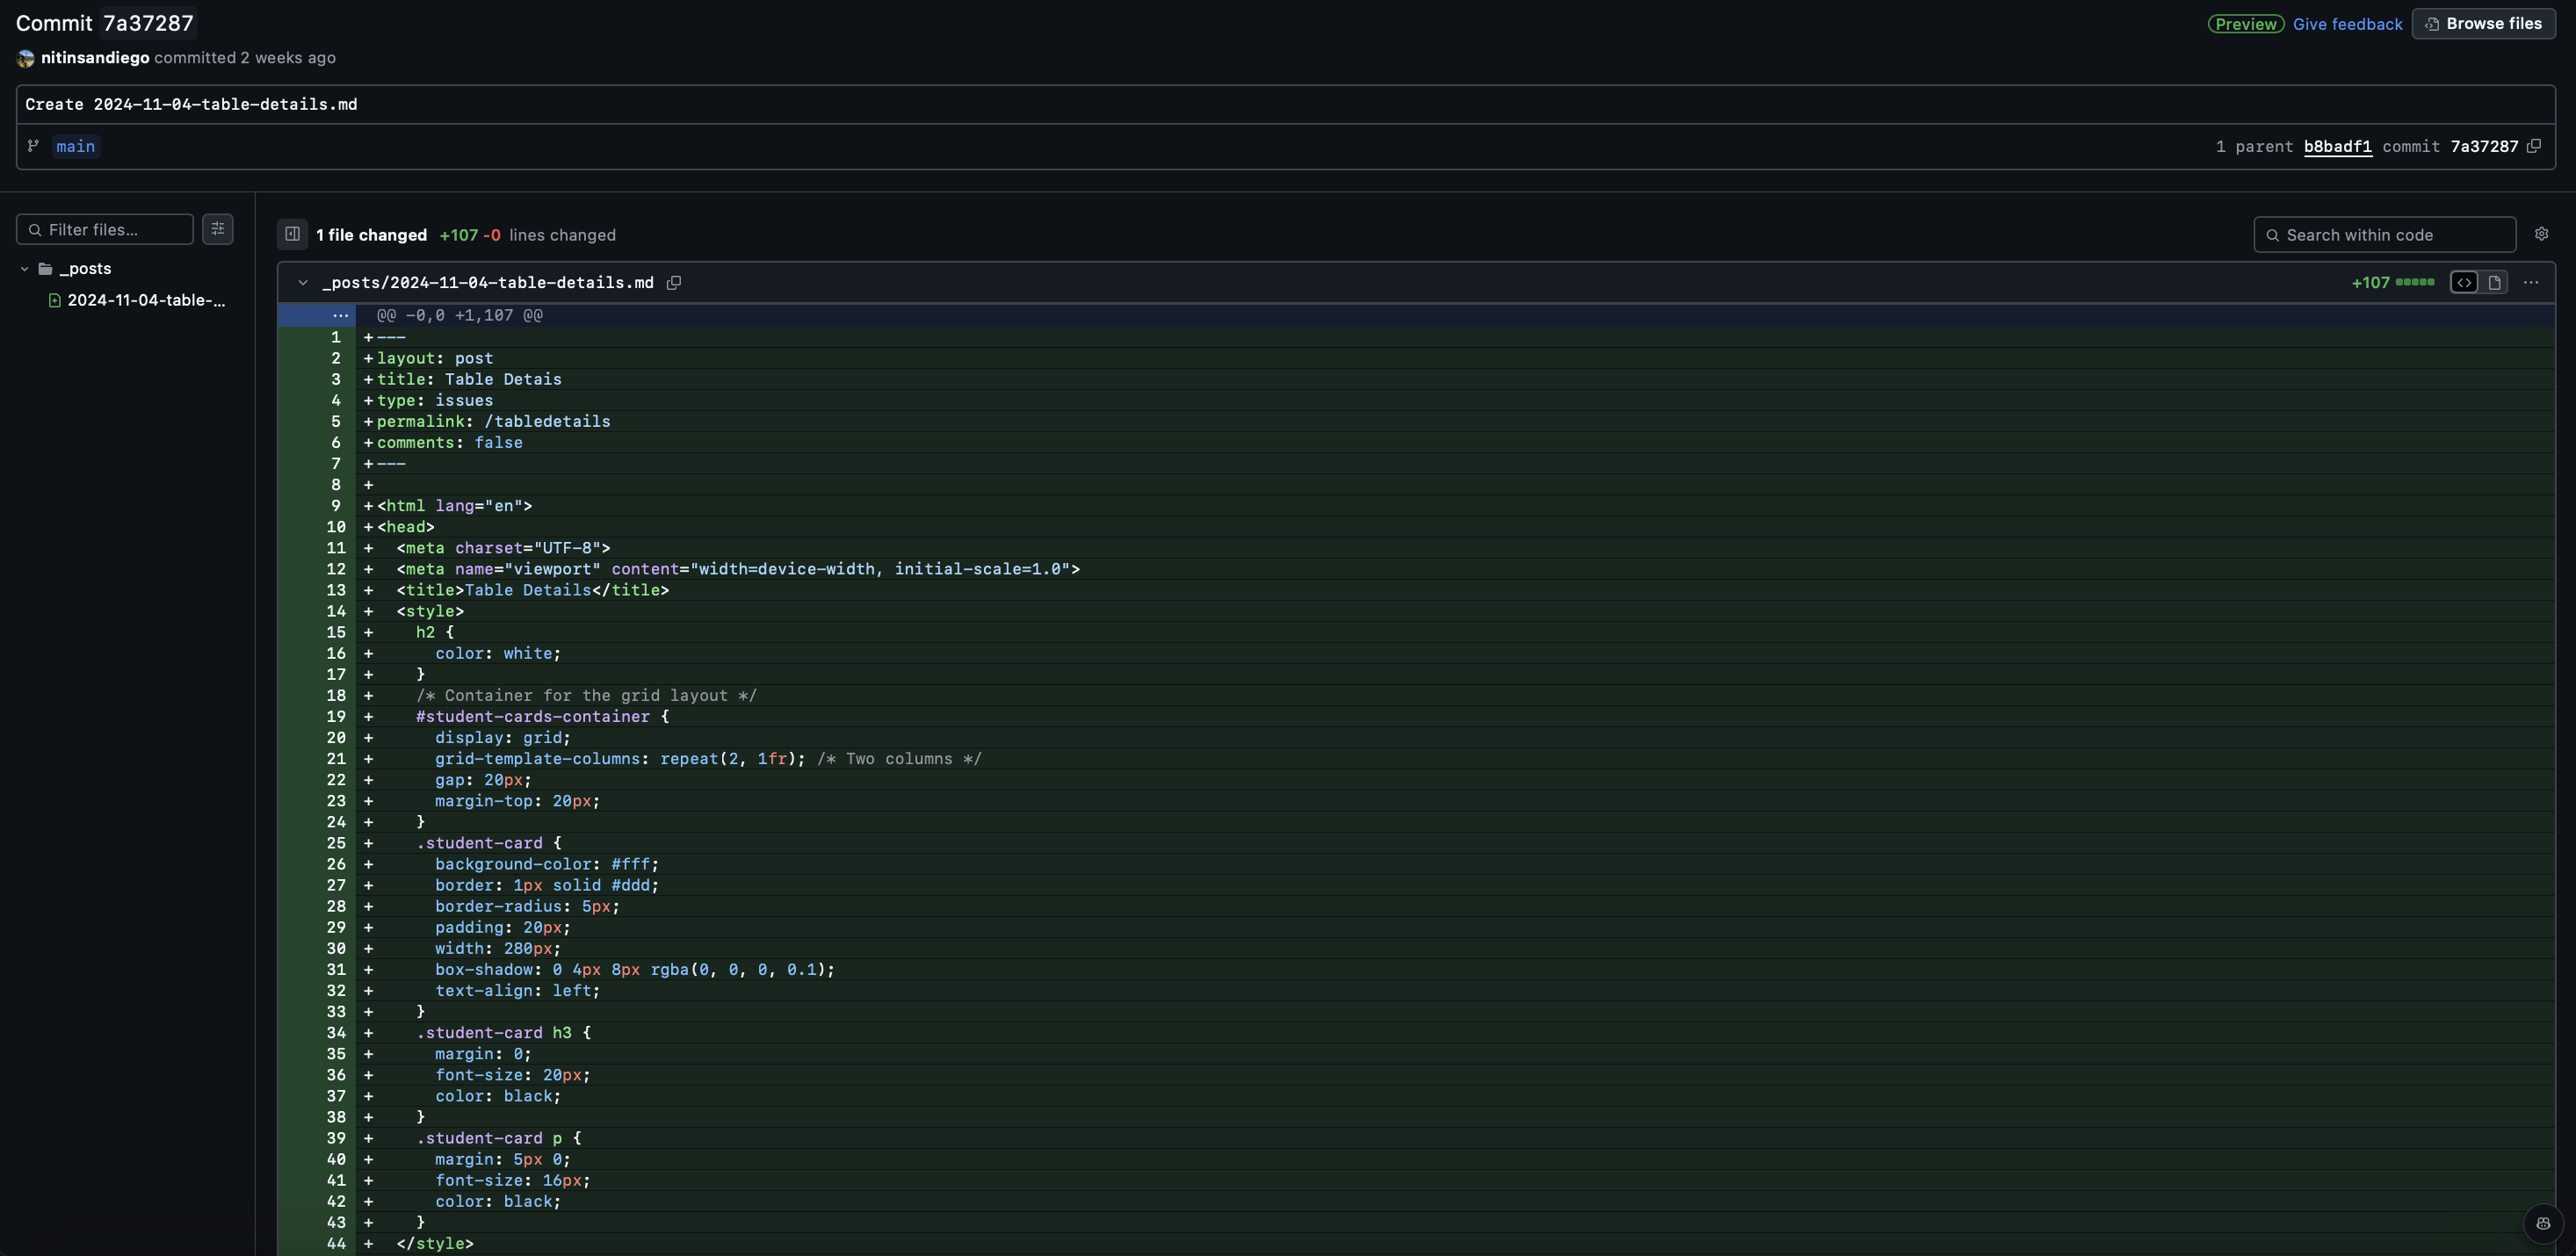 Commit 7a37287
Preview Give feedback Browse files
nitinsandiego committed 2 weeks ago
Create 2024-11-04-table-details.md
main
1 parent b8badf1 commit 7a37287
Filter files...
_posts
2024-11-04-table-...
1 file changed +107 -0 lines changed
Search within code
_posts/2024-11-04-table-details.md
+107
... @@ -0,0 +1,107 @@
1 +---
2 +layout: post
3 +title: Table Detais
4 +type: issues
5 +permalink: /tabledetails
6 +comments: false
7 +---
8 +
9 +<html lang="en">
10 +<head>
11 +  <meta charset="UTF-8">
12 +  <meta name="viewport" content="width=device-width, initial-scale=1.0">
13 +  <title>Table Details</title>
14 +  <style>
15 +    h2 {
16 +      color: white;
17 +    }
18 +    /* Container for the grid layout */
19 +    #student-cards-container {
20 +      display: grid;
21 +      grid-template-columns: repeat(2, 1fr); /* Two columns */
22 +      gap: 20px;
23 +      margin-top: 20px;
24 +    }
25 +    .student-card {
26 +      background-color: #fff;
27 +      border: 1px solid #ddd;
28 +      border-radius: 5px;
29 +      padding: 20px;
30 +      width: 280px;
31 +      box-shadow: 0 4px 8px rgba(0, 0, 0, 0.1);
32 +      text-align: left;
33 +    }
34 +    .student-card h3 {
35 +      margin: 0;
36 +      font-size: 20px;
37 +      color: black;
38 +    }
39 +    .student-card p {
40 +      margin: 5px 0;
41 +      font-size: 16px;
42 +      color: black;
43 +    }
44 +  </style>